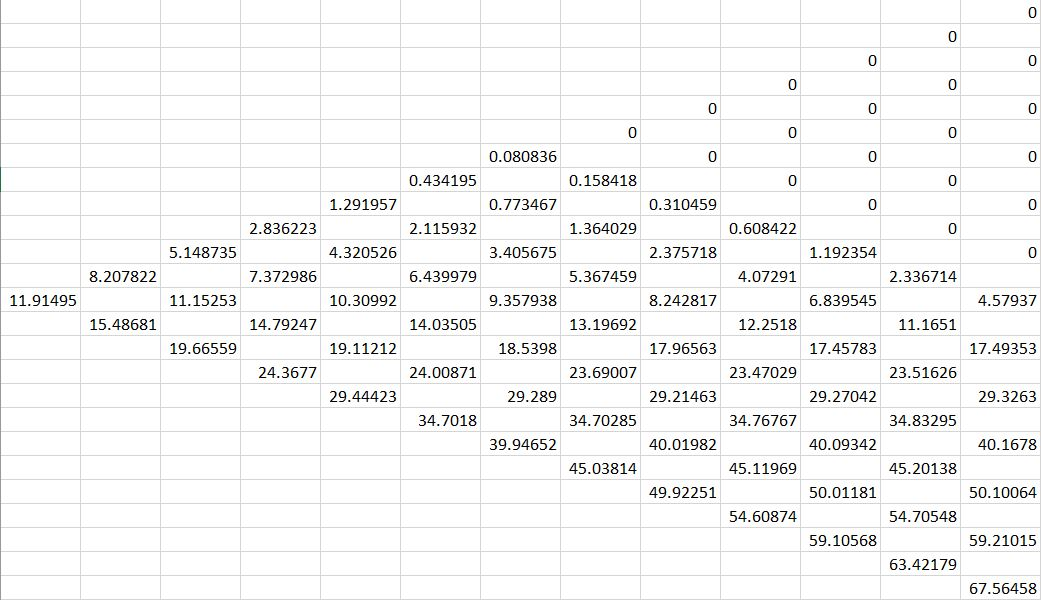 0
0
0 0
0 0
0 0 0
0 0 0
0.080836 0 0 0
0.434195 0.158418 0 0
1.291957 0.773467 0.310459 0 0
2.836223 2.115932 1.364029 0.608422 0
5.148735 4.320526 3.405675 2.375718 1.192354 0
8.207822 7.372986 6.439979 5.367459 4.07291 2.336714
11.91495 11.15253 10.30992 9.357938 8.242817 6.839545 4.57937
15.48681 14.79247 14.03505 13.19692 12.2518 11.1651
19.66559 19.11212 18.5398 17.96563 17.45783 17.49353
24.3677 24.00871 23.69007 23.47029 23.51626
29.44423 29.289 29.21463 29.27042 29.3263
34.7018 34.70285 34.76767 34.83295
39.94652 40.01982 40.09342 40.1678
45.03814 45.11969 45.20138
49.92251 50.01181 50.10064
54.60874 54.70548
59.10568 59.21015
63.42179
67.56458